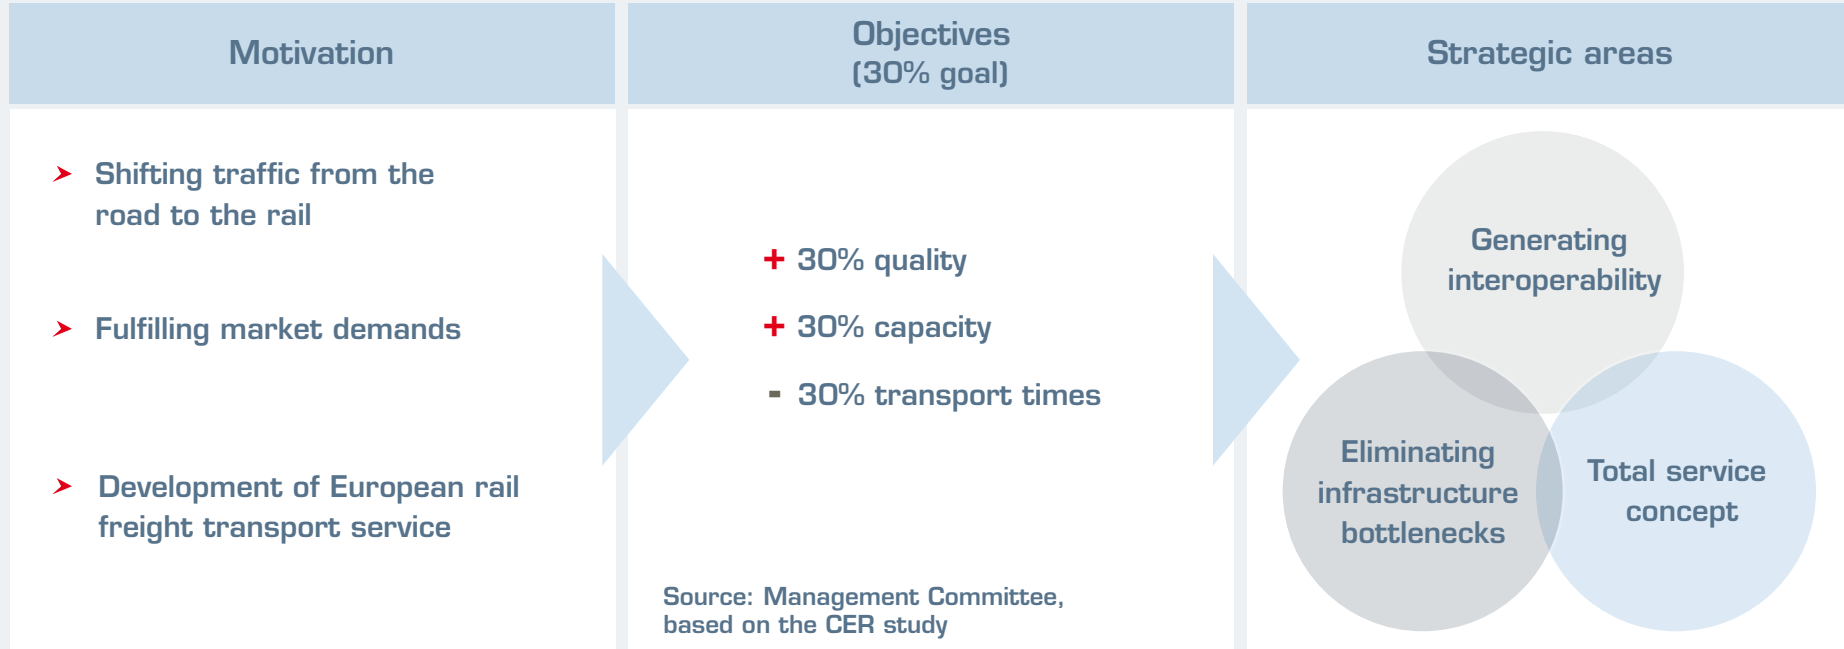 Motivation
Objectives
(30% goal)
Strategic areas
Shifting traffic from the
road to the rail
Fulfilling market demands
Development of European rail
freight transport service
+ 30% quality
+ 30% capacity
- 30% transport times
Source: Management Committee,
based on the CER study
Generating
interoperability
Eliminating
infrastructure
bottlenecks
Total service
concept